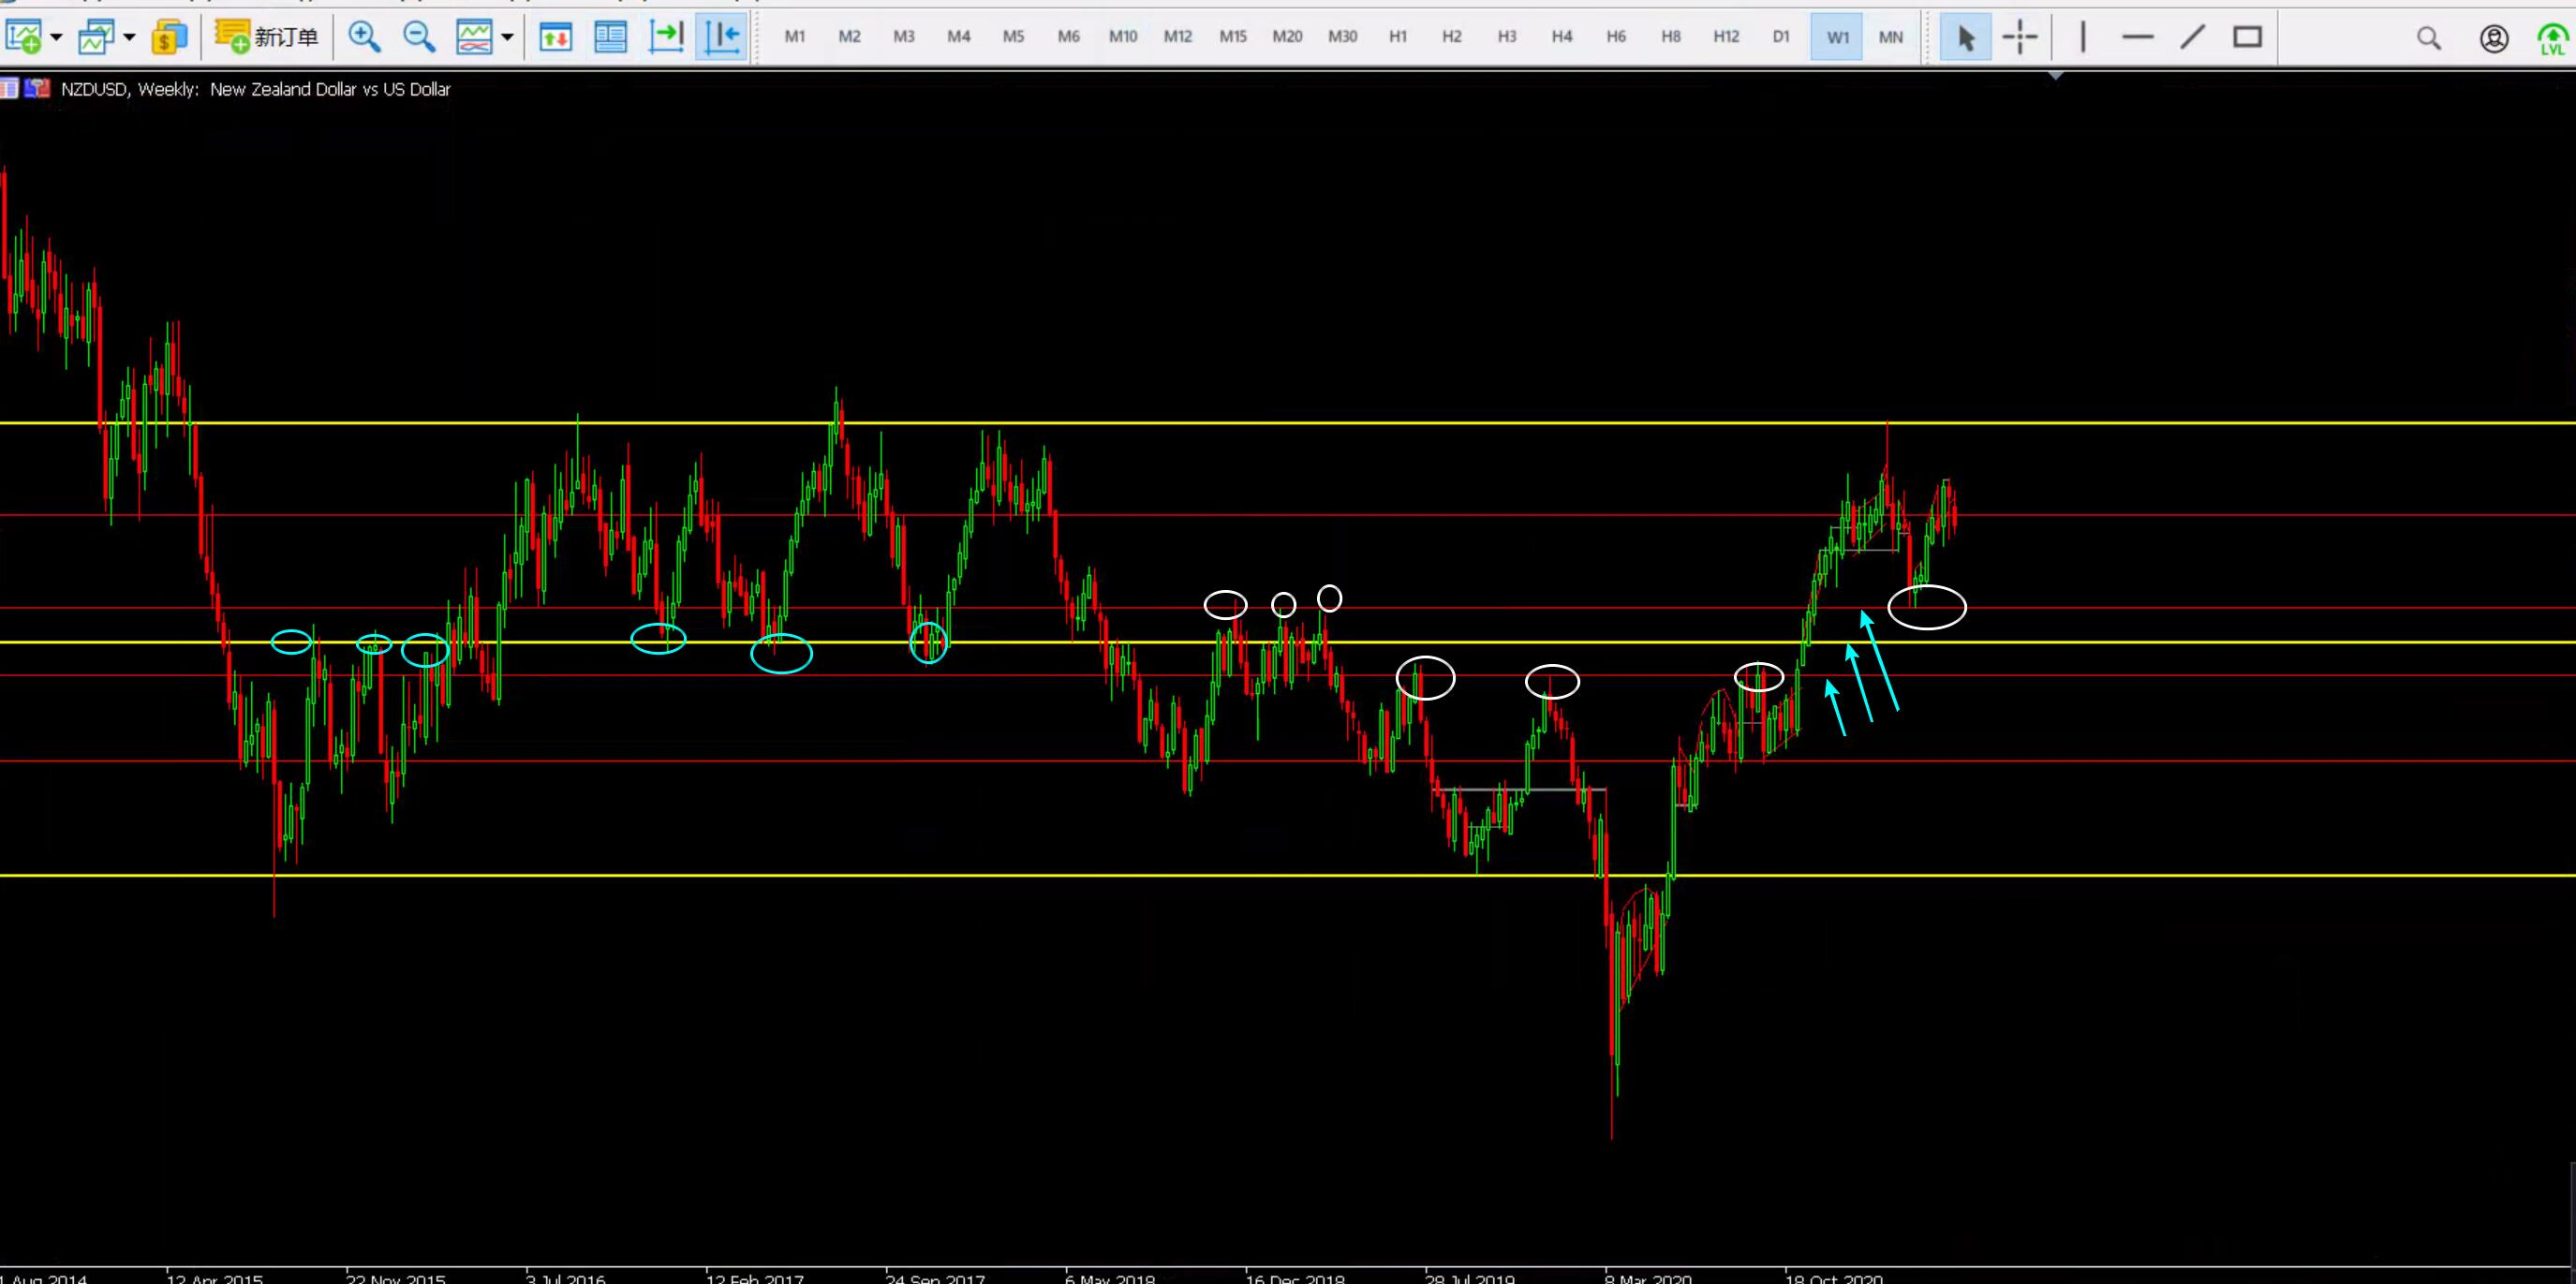 新订单 M1 M2 M3 M4 M5 M6 M10 M12 M15 M20 M30 H1 H2 H3 H4 H6 H8 H12 D1 W1 MN LVL
NZDUSD, Weekly: New Zealand Dollar vs US Dollar
Aug 2014 12 Apr 2015 22 Nov 2015 3 Jul 2016 12 Feb 2017 24 Sep 2017 6 May 2018 16 Dec 2018 28 Jul 2019 8 Mar 2020 18 Oct 2020